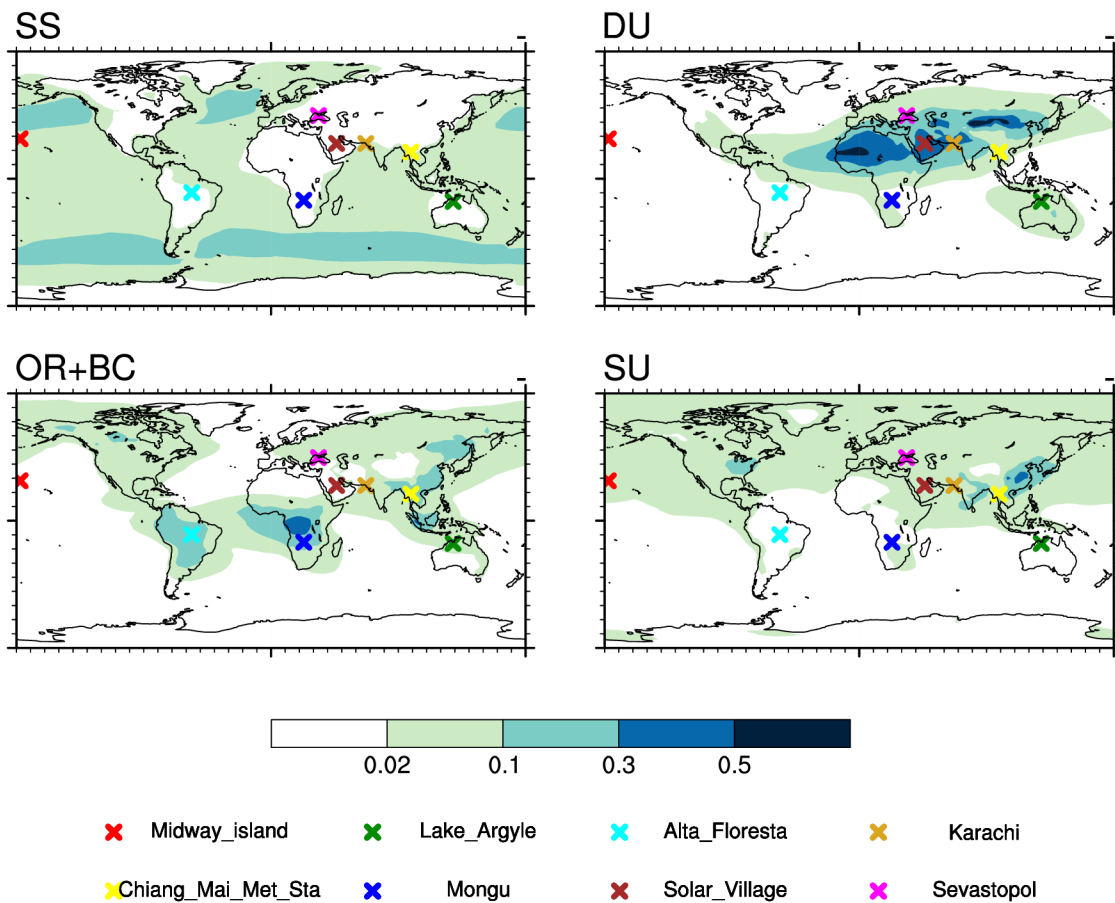 SS
DU
-
-
OR+BC
SU
-
-
0.02 0.1 0.3 0.5
Midway_island Lake_Argyle Alta_Floresta Karachi
Chiang_Mai_Met_Sta Mongu Solar_Village Sevastopol